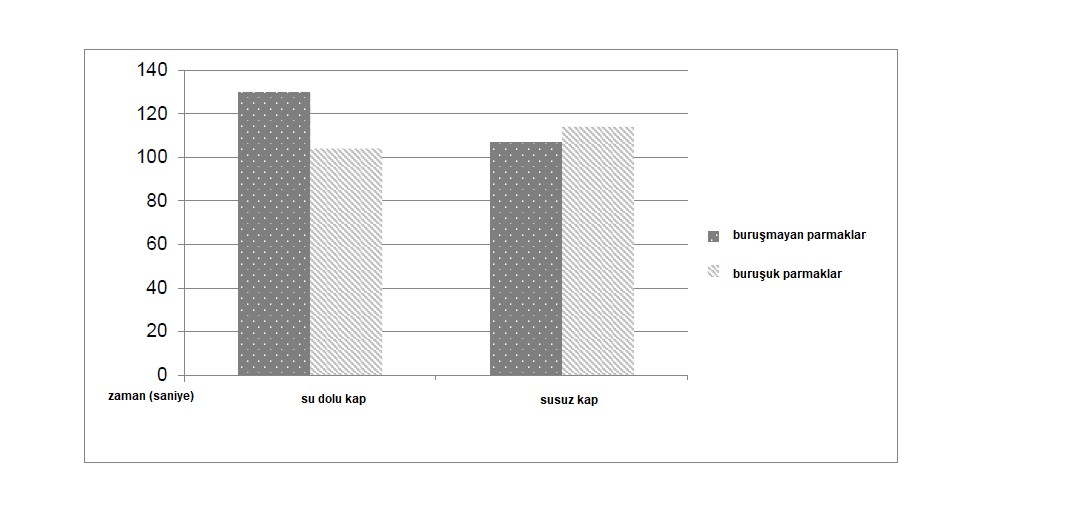 140
120
100
80
60
40
20
0
zaman (saniye)
su dolu kap
susuz kap
buruşmayan parmaklar
buruşuk parmaklar